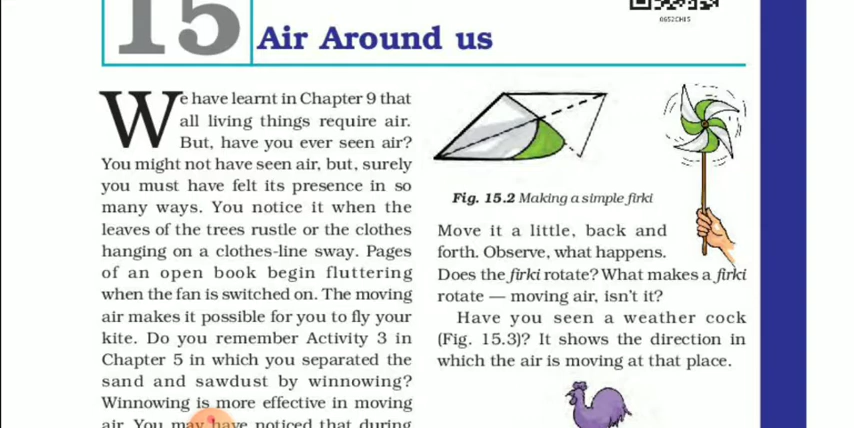 0652CH15
15
Air Around us
We have learnt in Chapter 9 that
all living things require air.
But, have you ever seen air?
You might not have seen air, but, surely
you must have felt its presence in so
many ways. You notice it when the
leaves of the trees rustle or the clothes
hanging on a clothes-line sway. Pages
of an open book begin fluttering
when the fan is switched on. The moving
air makes it possible for you to fly your
kite. Do you remember Activity 3 in
Chapter 5 in which you separated the
sand and sawdust by winnowing?
Winnowing is more effective in moving
air. You may have noticed that during
Fig. 15.2 Making a simple firki
Move it a little, back and
forth. Observe, what happens.
Does the firki rotate? What makes a firki
rotate — moving air, isn't it?
Have you seen a weather cock
(Fig. 15.3)? It shows the direction in
which the air is moving at that place.